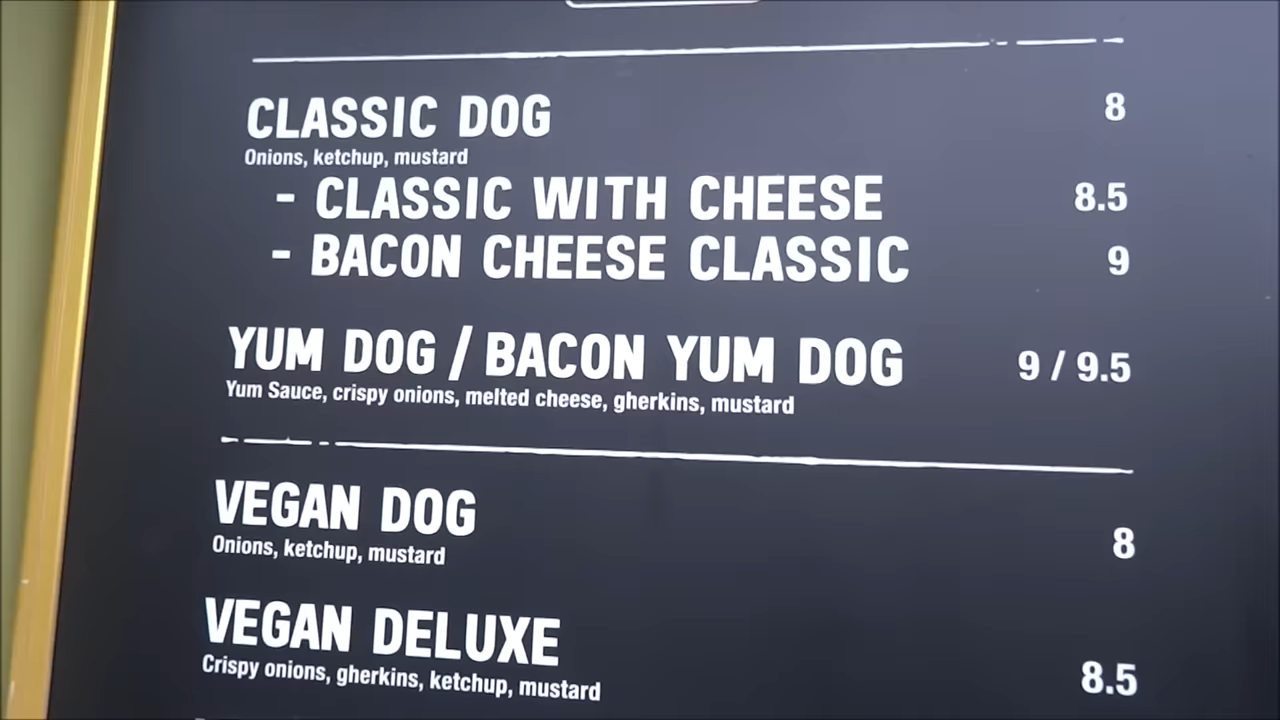 CLASSIC DOG 8
Onions, ketchup, mustard
- CLASSIC WITH CHEESE 8.5
- BACON CHEESE CLASSIC 9
YUM DOG / BACON YUM DOG 9 / 9.5
Yum Sauce, crispy onions, melted cheese, gherkins, mustard
VEGAN DOG 8
Onions, ketchup, mustard
VEGAN DELUXE 8.5
Crispy onions, gherkins, ketchup, mustard